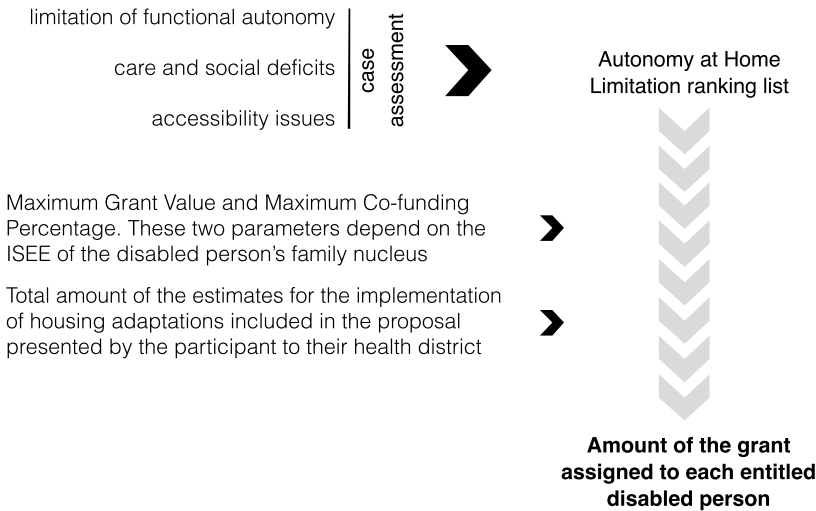 limitation of functional autonomy
care and social deficits
accessibility issues
case
assessment
Autonomy at Home
Limitation ranking list
Maximum Grant Value and Maximum Co-funding
Percentage. These two parameters depend on the
ISEE of the disabled person's family nucleus
Total amount of the estimates for the implementation
of housing adaptations included in the proposal
presented by the participant to their health district
Amount of the grant
assigned to each entitled
disabled person